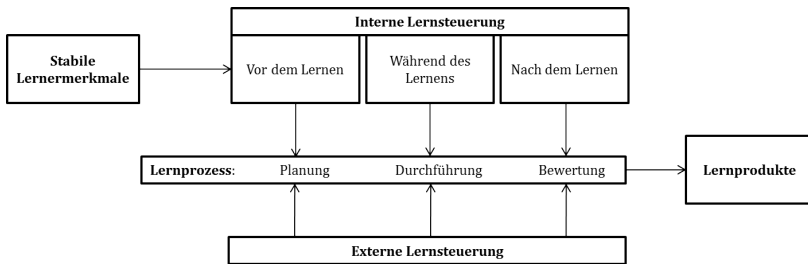 Interne Lernsteuerung
Stabile
Lernermerkmale
Vor dem Lernen
Während des
Lernens
Nach dem Lernen
Lernprozess: Planung Durchführung Bewertung
Lernprodukte
Externe Lernsteuerung